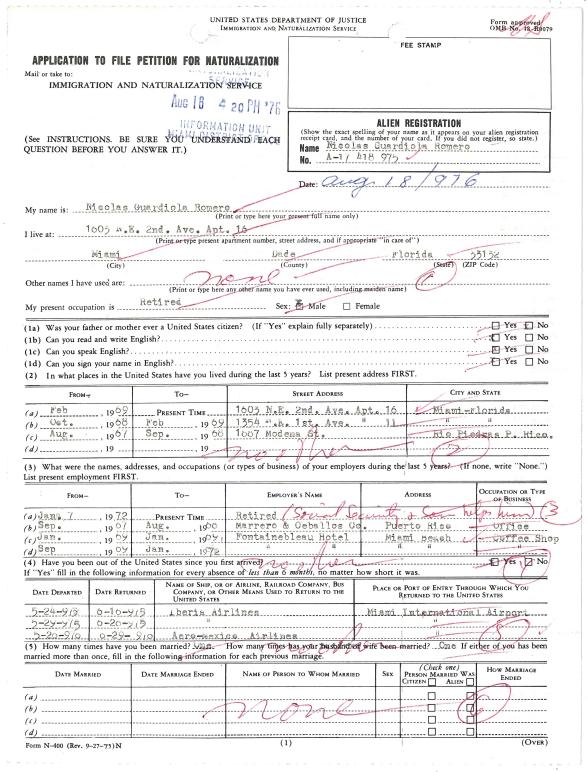 UNITED STATES DEPARTMENT OF JUSTICE
IMMIGRATION AND NATURALIZATION SERVICE
Form approved
OMB No. 43-R0079
FEE STAMP
APPLICATION TO FILE PETITION FOR NATURALIZATION
Mail or take to:
IMMIGRATION AND NATURALIZATION SERVICE
AUG 18 4 20 PM '76
INFORMATION UNIT
(See INSTRUCTIONS. BE SURE YOU UNDERSTAND EACH QUESTION BEFORE YOU ANSWER IT.)
ALIEN REGISTRATION
(Show the exact spelling of your name as it appears on your alien registration receipt card, and the number of your card. If you did not register, so state.)
Name Nicolas Guardiola Romero
No. A-17 418 975
Date: Aug 18/1976
My name is: Nicolas Guardiola Romero
(Print or type here your present full name only)
I live at: 1603 N.E. 2nd. Ave. Apt. 16
(Print or type present apartment number, street address, and if appropriate "in care of")
Miami Dade Florida 33132
(City) (County) (State) (ZIP Code)
Other names I have used are: none
(Print or type here any other name you have ever used, including maiden name)
My present occupation is: Retired Sex: Male Female
(1a) Was your father or mother ever a United States citizen? (If "Yes" explain fully separately) Yes No
(1b) Can you read and write English? Yes No
(1c) Can you speak English? Yes No
(1d) Can you sign your name in English? Yes No
(2) In what places in the United States have you lived during the last 5 years? List present address FIRST.
FROM— TO— STREET ADDRESS CITY AND STATE
(a) Feb , 1969 PRESENT TIME 1603 N.E. 2nd. Ave. Apt. 16 Miami-Florida
(b) Oct. , 1968 Feb , 1969 1354 N.E. 1st. Ave. " 11 " "
(c) Aug. , 1967 Sep. , 1968 1667 Modena St. Rio Piedras P. Rico.
(d) , 19 , 19 no other 2
(3) What were the names, addresses, and occupations (or types of business) of your employers during the last 5 years? (If none, write "None.")
List present employment FIRST.
FROM— TO— EMPLOYER'S NAME ADDRESS OCCUPATION OR TYPE OF BUSINESS
(a) Jan. 7 , 1972 PRESENT TIME Retired (Social Security & Son helps him) 3
(b) Sep. , 1967 Aug. , 1968 Marrero & Ceballos Co. Puerto Rico Office
(c) Jan. , 1969 Jan. , 1969 Fontainebleau Hotel Miami Beach Coffee Shop
(d) Sep , 1969 Jan. , 1972 " " " "
(4) Have you been out of the United States since you first arrived? Yes No
If "Yes" fill in the following information for every absence of less than 6 months, no matter how short it was.
DATE DEPARTED DATE RETURNED NAME OF SHIP, OR OF AIRLINE, RAILROAD COMPANY, BUS COMPANY, OR OTHER MEANS USED TO RETURN TO THE UNITED STATES PLACE OR PORT OF ENTRY THROUGH WHICH YOU RETURNED TO THE UNITED STATES
Iberia Airlines Miami International Airport
" "
Aero-Mexico Airlines "
(5) How many times have you been married? How many times has your husband or wife been married? One If either of you has been
married more than once, fill in the following information for each previous marriage.
DATE MARRIED DATE MARRIAGE ENDED NAME OF PERSON TO WHOM MARRIED SEX (Check one) PERSON MARRIED WAS CITIZEN ALIEN HOW MARRIAGE ENDED
(a)
(b) none
(c)
(d)
Form N-400 (Rev. 9-27-73)N (1) (OVER)